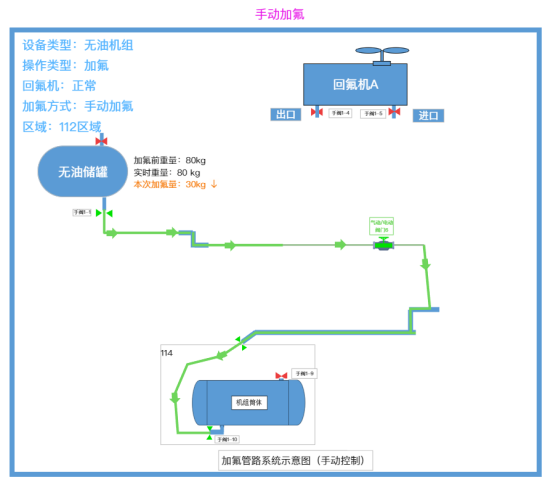 手动加氟
设备类型：无油机组
操作类型：加氟
回氟机：正常
加氟方式：手动加氟
区域：112区域
回氟机A
出口
手阀1-4
手阀1-5
进口
无油储罐
加氟前重量：80kg
实时重量：80 kg
本次加氟量：30kg ↓
手阀1-1
气动/电动
114
手阀1-9
机组筒体
手阀1-10
加氟管路系统示意图（手动控制）